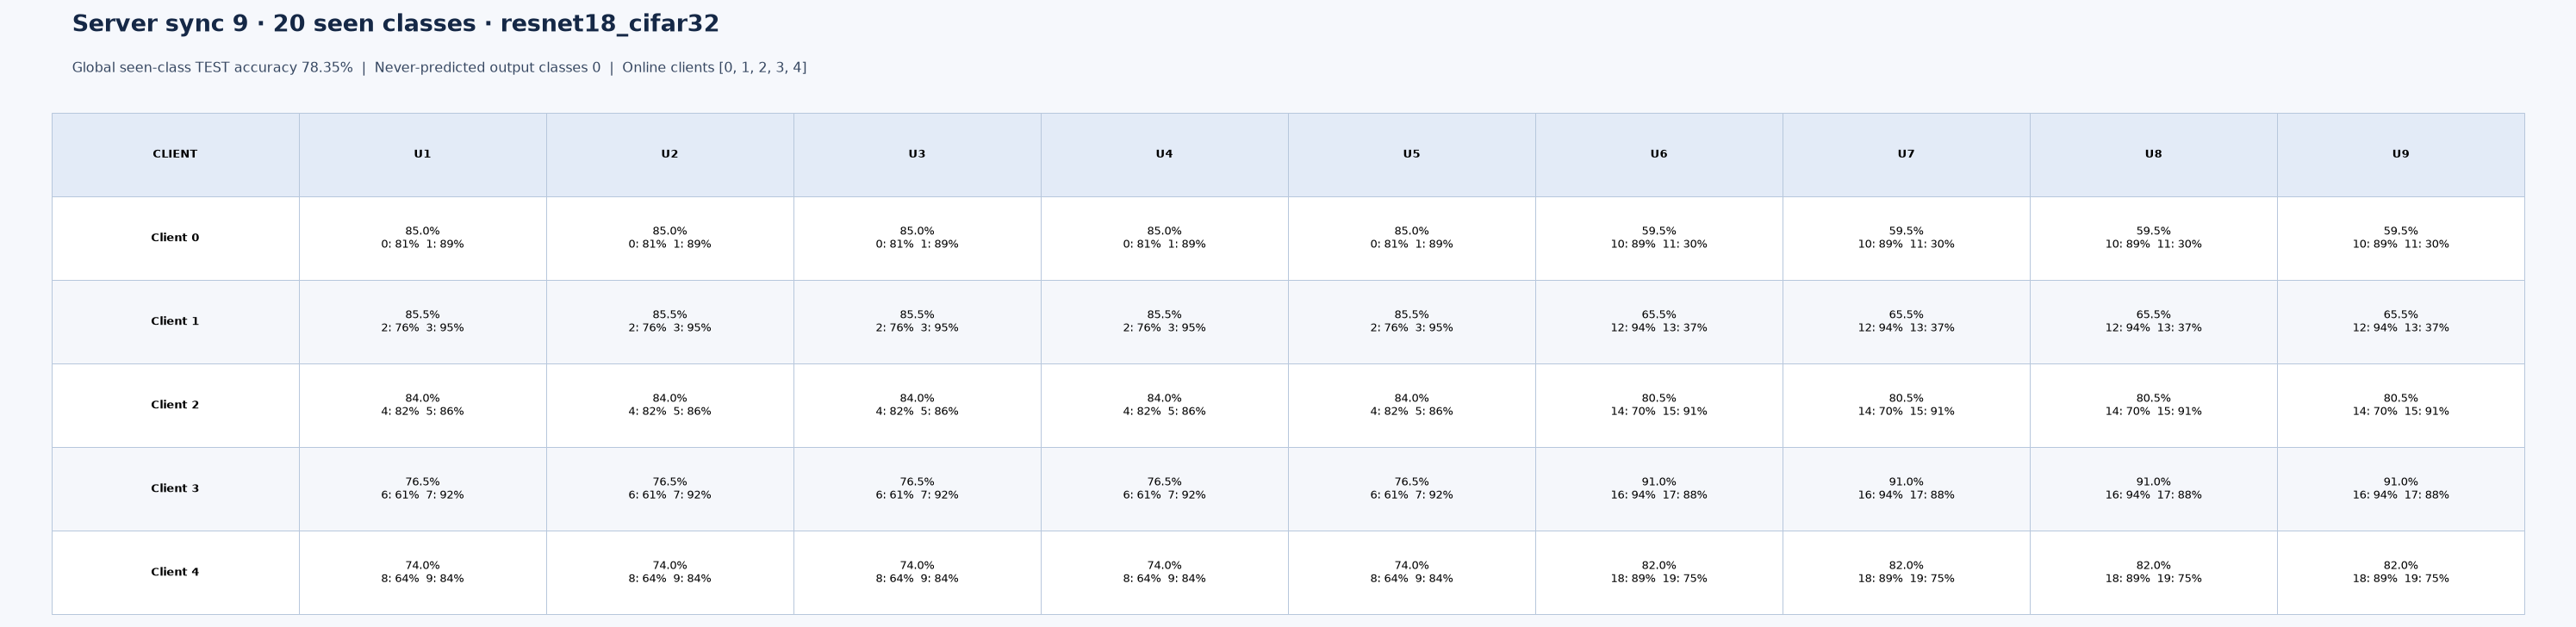 Server sync 9 · 20 seen classes · resnet18_cifar32
Global seen-class TEST accuracy 78.35% | Never-predicted output classes 0 | Online clients [0, 1, 2, 3, 4]
CLIENT U1 U2 U3 U4 U5 U6 U7 U8 U9
85.0% 85.0% 85.0% 85.0% 85.0% 59.5% 59.5% 59.5% 59.5%
Client 0
0: 81% 1: 89% 0: 81% 1: 89% 0: 81% 1: 89% 0: 81% 1: 89% 0: 81% 1: 89% 10: 89% 11: 30% 10: 89% 11: 30% 10: 89% 11: 30% 10: 89% 11: 30%
85.5% 85.5% 85.5% 85.5% 85.5% 65.5% 65.5% 65.5% 65.5%
Client 1
2: 76% 3: 95% 2: 76% 3: 95% 2: 76% 3: 95% 2: 76% 3: 95% 2: 76% 3: 95% 12: 94% 13: 37% 12: 94% 13: 37% 12: 94% 13: 37% 12: 94% 13: 37%
84.0% 84.0% 84.0% 84.0% 84.0% 80.5% 80.5% 80.5% 80.5%
Client 2
4: 82% 5: 86% 4: 82% 5: 86% 4: 82% 5: 86% 4: 82% 5: 86% 4: 82% 5: 86% 14: 70% 15: 91% 14: 70% 15: 91% 14: 70% 15: 91% 14: 70% 15: 91%
76.5% 76.5% 76.5% 76.5% 76.5% 91.0% 91.0% 91.0% 91.0%
Client 3
6: 61% 7: 92% 6: 61% 7: 92% 6: 61% 7: 92% 6: 61% 7: 92% 6: 61% 7: 92% 16: 94% 17: 88% 16: 94% 17: 88% 16: 94% 17: 88% 16: 94% 17: 88%
74.0% 74.0% 74.0% 74.0% 74.0% 82.0% 82.0% 82.0% 82.0%
Client 4
8: 64% 9: 84% 8: 64% 9: 84% 8: 64% 9: 84% 8: 64% 9: 84% 8: 64% 9: 84% 18: 89% 19: 75% 18: 89% 19: 75% 18: 89% 19: 75% 18: 89% 19: 75%